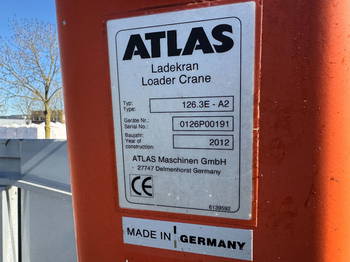 ATLAS
Ladekran
Loader Crane
Typ:
Type:
126.3E - A2
Geräte Nr.:
Serial No.:
0126P00191
Baujahr:
Year of
construction:
2012
ATLAS Maschinen GmbH
27747 Delmenhorst Germany
CE
6139592
MADE IN GERMANY